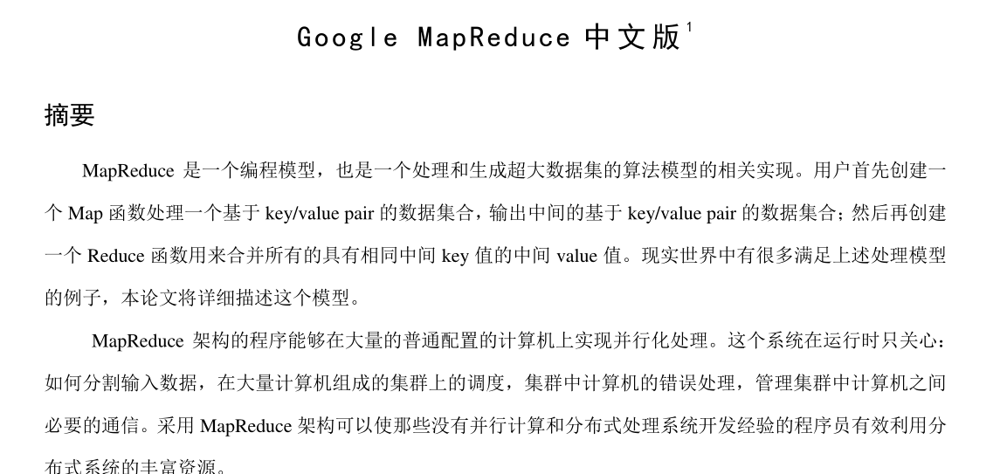 Google MapReduce 中文版1
摘要
MapReduce 是一个编程模型，也是一个处理和生成超大数据集的算法模型的相关实现。用户首先创建一
个 Map 函数处理一个基于 key/value pair 的数据集合，输出中间的基于 key/value pair 的数据集合；然后再创建
一个 Reduce 函数用来合并所有的具有相同中间 key 值的中间 value 值。现实世界中有很多满足上述处理模型
的例子，本论文将详细描述这个模型。
MapReduce 架构的程序能够在大量的普通配置的计算机上实现并行化处理。这个系统在运行时只关心：
如何分割输入数据，在大量计算机组成的集群上的调度，集群中计算机的错误处理，管理集群中计算机之间
必要的通信。采用 MapReduce 架构可以使那些没有并行计算和分布式处理系统开发经验的程序员有效利用分
布式系统的丰富资源。